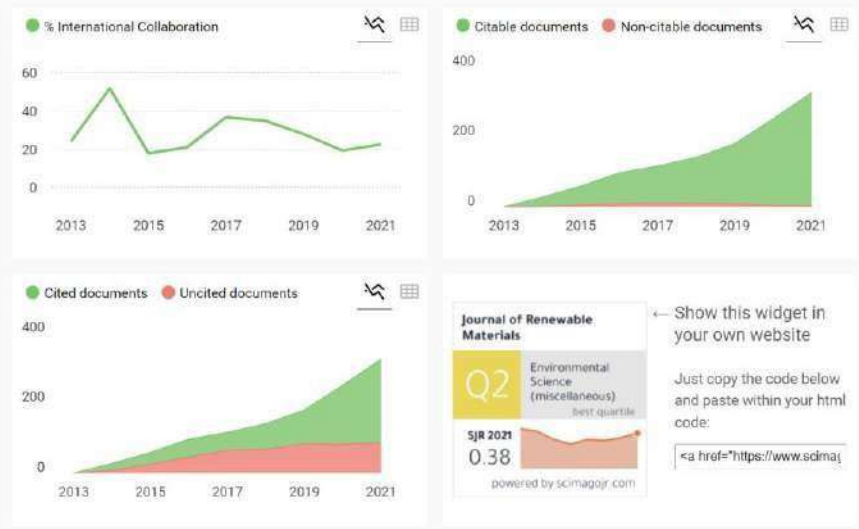 % International Collaboration
60
40
20
0
2013 2015 2017 2019 2021
Citable documents Non-citable documents
400
200
0
2013 2015 2017 2019 2021
Cited documents Uncited documents
400
200
0
2013 2015 2017 2019 2021
Journal of Renewable
Materials
Q2
Environmental
Science
(miscellaneous)
best quartile
SJR 2021
0.38
powered by scimagojr.com
← Show this widget in
your own website
Just copy the code below
and paste within your html
code:
<a href="https://www.scimag